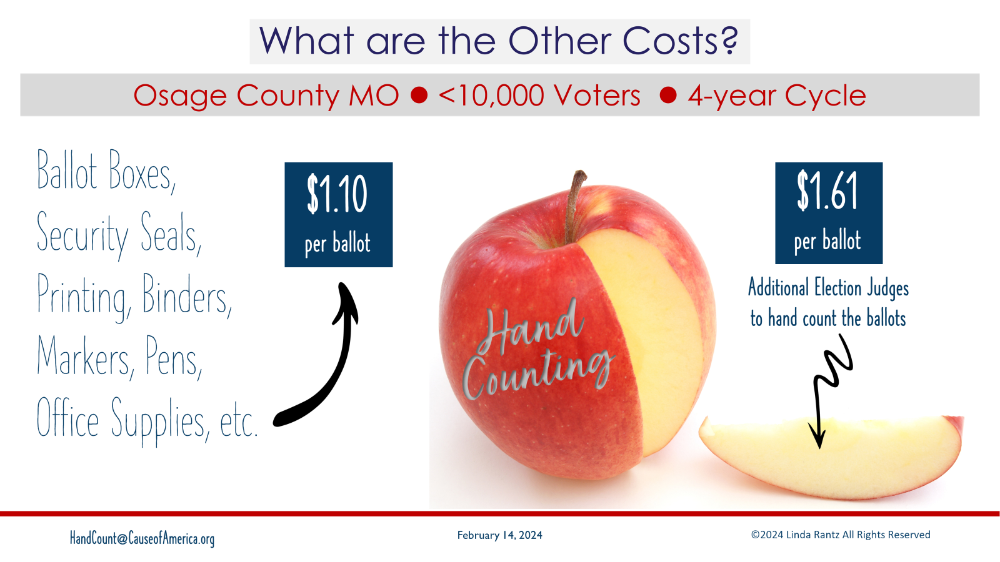 What are the Other Costs?
Osage County MO ● <10,000 Voters ● 4-year Cycle
Ballot Boxes,
Security Seals,
Printing, Binders,
Markers, Pens,
Office Supplies, etc.
$1.10
per ballot
Hand
Counting
$1.61
per ballot
Additional Election Judges
to hand count the ballots
HandCount@CauseofAmerica.org
February 14, 2024
©2024 Linda Rantz All Rights Reserved